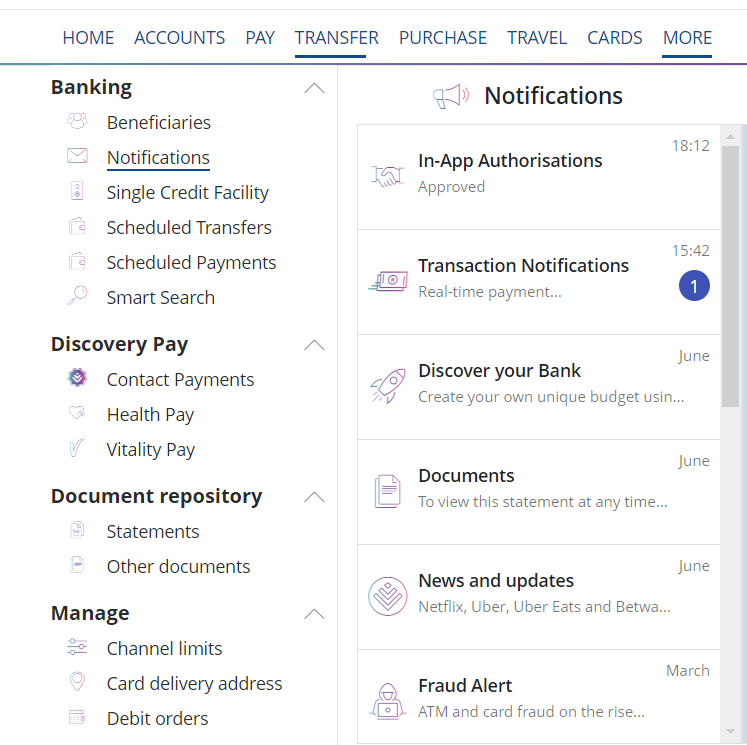 HOME ACCOUNTS PAY TRANSFER PURCHASE TRAVEL CARDS MORE
Banking
Beneficiaries
Notifications
Single Credit Facility
Scheduled Transfers
Scheduled Payments
Smart Search
Discovery Pay
Contact Payments
Health Pay
Vitality Pay
Document repository
Statements
Other documents
Manage
Channel limits
Card delivery address
Debit orders
Notifications
18:12
In-App Authorisations
Approved
15:42
Transaction Notifications
1
Real-time payment...
June
Discover your Bank
Create your own unique budget usin...
June
Documents
To view this statement at any time...
June
News and updates
Netflix, Uber, Uber Eats and Betwa...
March
Fraud Alert
ATM and card fraud on the rise...